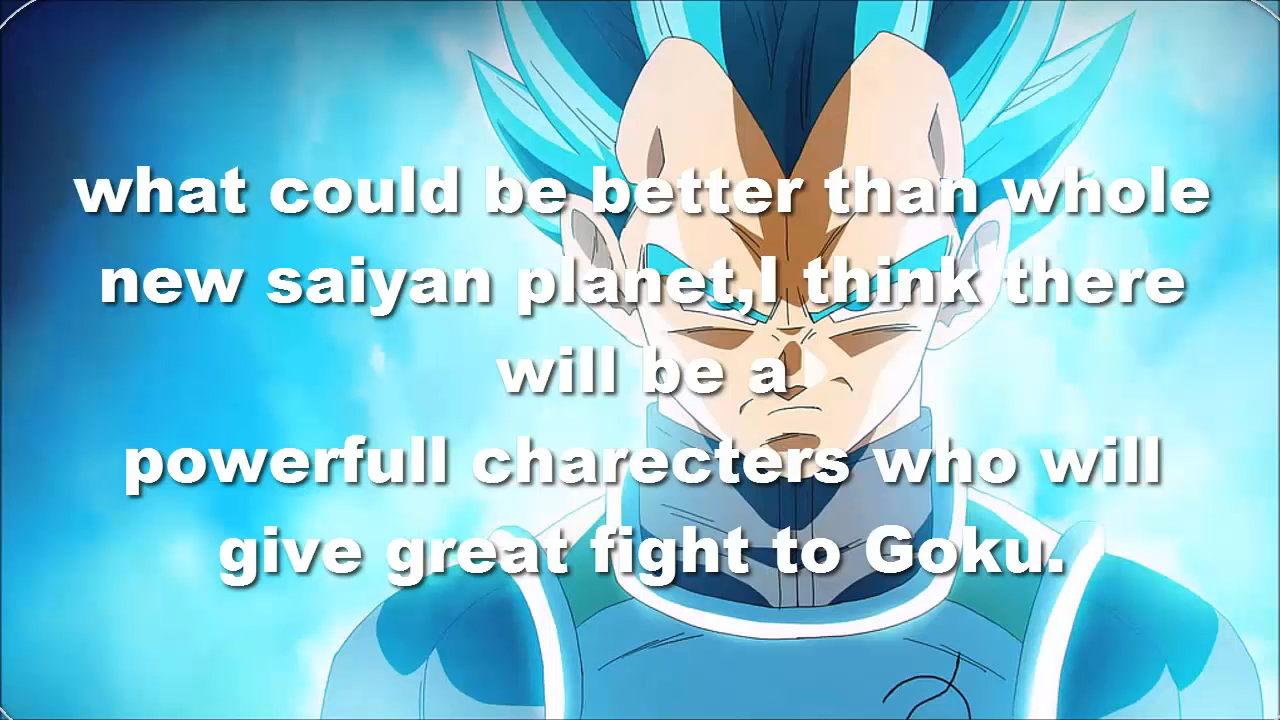 what could be better than whole
new saiyan planet,I think there
will be a
powerfull charecters who will
give great fight to Goku.